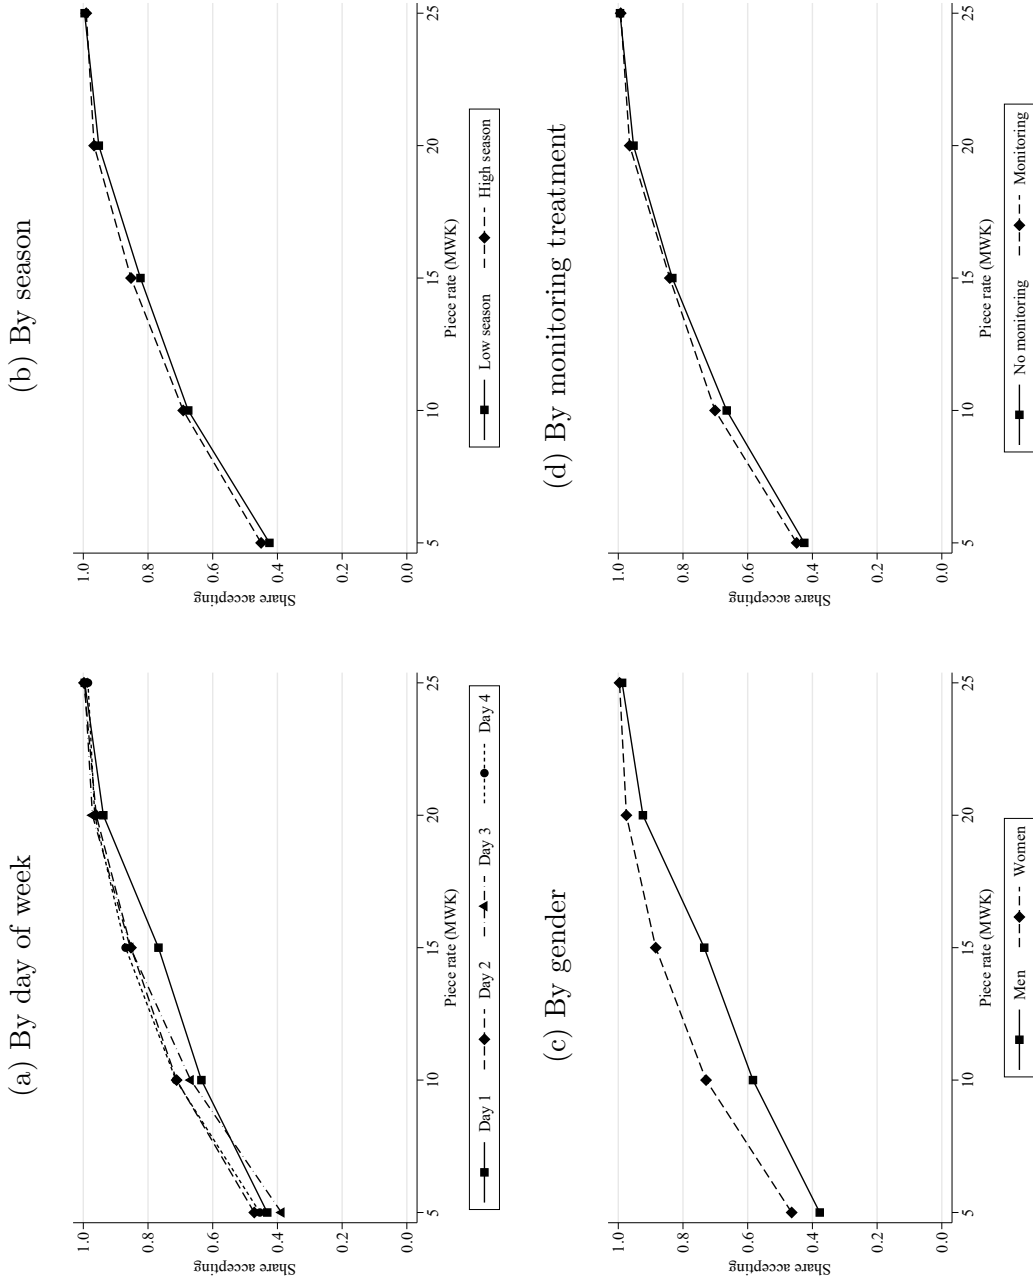 (a) By day of week
Share accepting
1.0
0.8
0.6
0.4
0.2
0.0
5
10
15
20
25
Piece rate (MWK)
Day 1
Day 2
Day 3
Day 4
(b) By season
Share accepting
1.0
0.8
0.6
0.4
0.2
0.0
5
10
15
20
25
Piece rate (MWK)
Low season
High season
(c) By gender
Share accepting
1.0
0.8
0.6
0.4
0.2
0.0
5
10
15
20
25
Piece rate (MWK)
Men
Women
(d) By monitoring treatment
Share accepting
1.0
0.8
0.6
0.4
0.2
0.0
5
10
15
20
25
Piece rate (MWK)
No monitoring
Monitoring